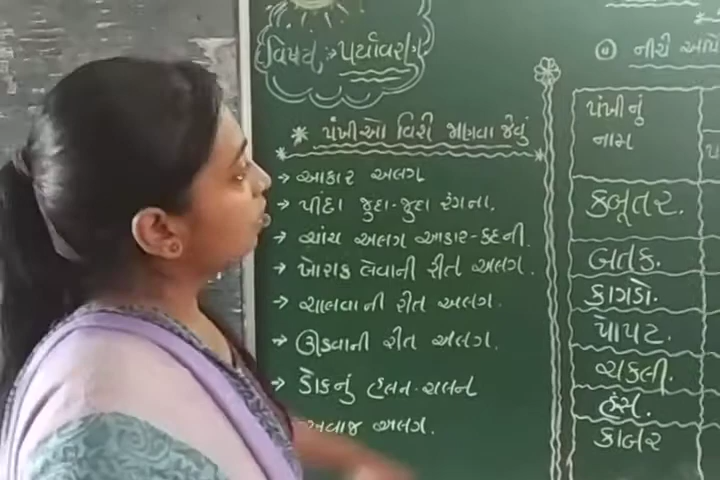 વિષય :- પર્યાવરણ
* પંખીઓ વિશે જાણવા જેવું
→ આકાર અલગ
→ પીંછા જુદા-જુદા રંગના.
→ ચાંચ અલગ આકાર-કદની.
→ ખોરાક લેવાની રીત અલગ.
→ ચાલવાની રીત અલગ.
→ ઊડવાની રીત અલગ.
→ ડોકનું હલન-ચલન
અવાજ અલગ.
નીચે આપે
પંખીનું
નામ
કબૂતર.
બતક.
કાગડો.
પોપટ.
ચકલી.
હંસ.
કાબર